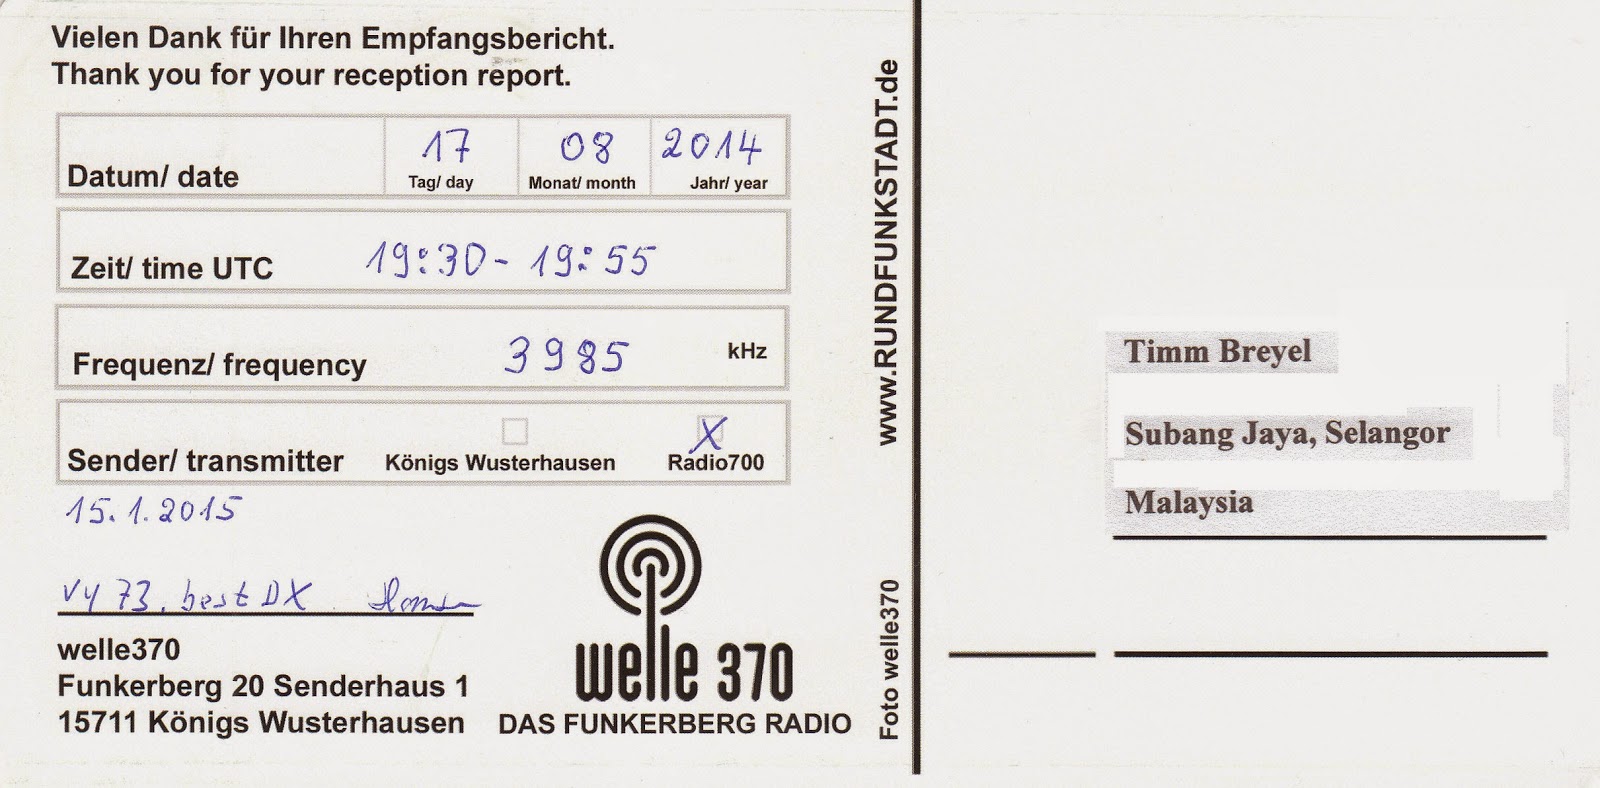 Vielen Dank für Ihren Empfangsbericht.
Thank you for your reception report.
Datum/ date
17 08 2014
Tag/ day Monat/ month Jahr/ year
Zeit/ time UTC 19:30 - 19:55
Frequenz/ frequency 3985 kHz
X
Sender/ transmitter Königs Wusterhausen Radio700
15.1.2015
vy 73. best DX
welle370
Funkerberg 20 Senderhaus 1
15711 Königs Wusterhausen
welle 370
DAS FUNKERBERG RADIO
www.RUNDFUNKSTADT.de
Foto welle370
Timm Breyel
Subang Jaya, Selangor
Malaysia